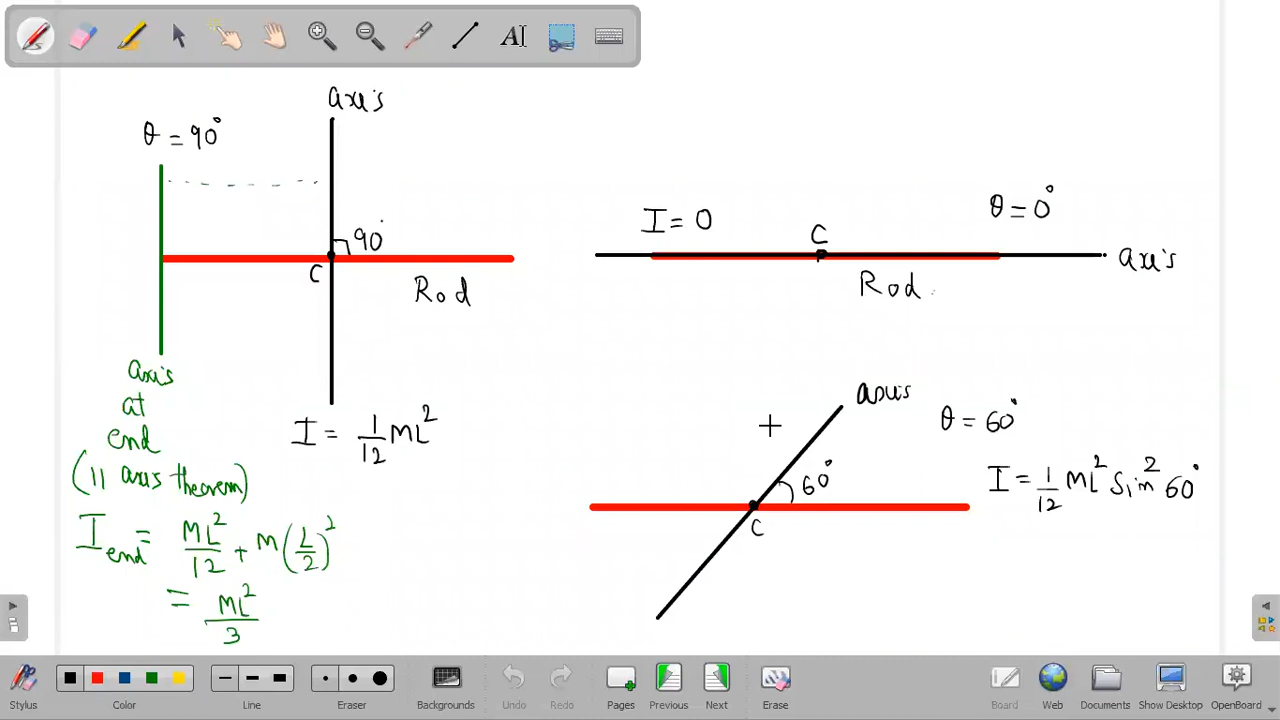 axis
θ = 90°
90°
C
Rod
I = 1/12 ML²
axis
at
end
(|| axis theorem)
I end = ML²/12 + M(L/2)²
= ML²/3
I = 0
C
θ = 0°
axis
Rod
axis
θ = 60°
+
60°
C
I = 1/12 ML² Sin² 60°
Stylus
Color
Line
Eraser
Backgrounds
Undo
Redo
Pages
Previous
Next
Erase
Board
Web
Documents
Show Desktop
OpenBoard